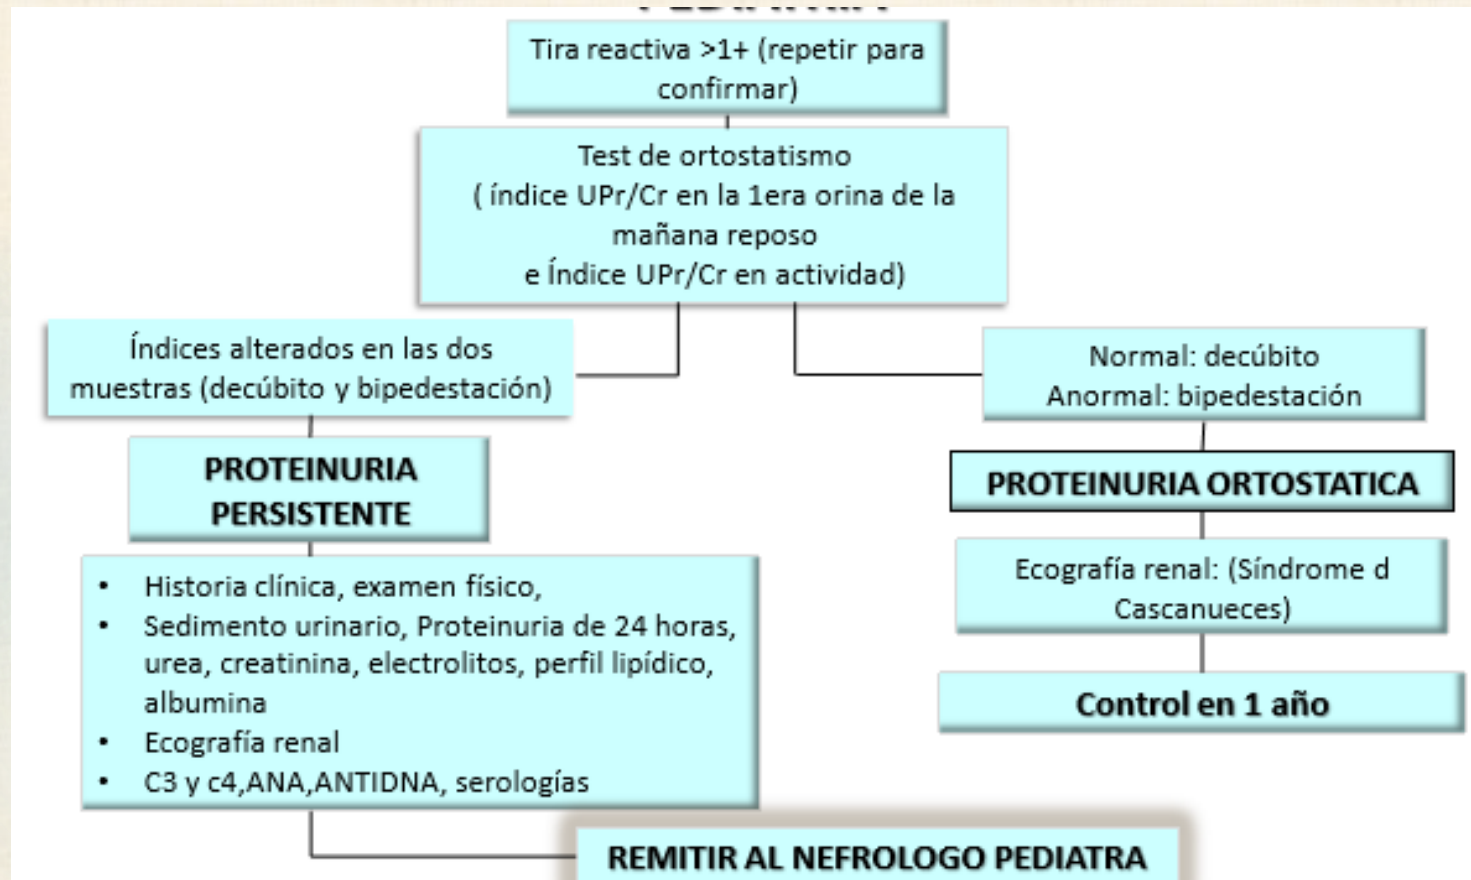 Tira reactiva >1+ (repetir para
confirmar)
Test de ortostatismo
( índice UPr/Cr en la 1era orina de la
mañana reposo
e Índice UPr/Cr en actividad)
Índices alterados en las dos
muestras (decúbito y bipedestación)
Normal: decúbito
Anormal: bipedestación
PROTEINURIA
PERSISTENTE
PROTEINURIA ORTOSTATICA
• Historia clínica, examen físico,
• Sedimento urinario, Proteinuria de 24 horas,
urea, creatinina, electrolitos, perfil lipídico,
albumina
• Ecografía renal
• C3 y c4,ANA,ANTIDNA, serologías
Ecografía renal: (Síndrome d
Cascanueces)
Control en 1 año
REMITIR AL NEFROLOGO PEDIATRA